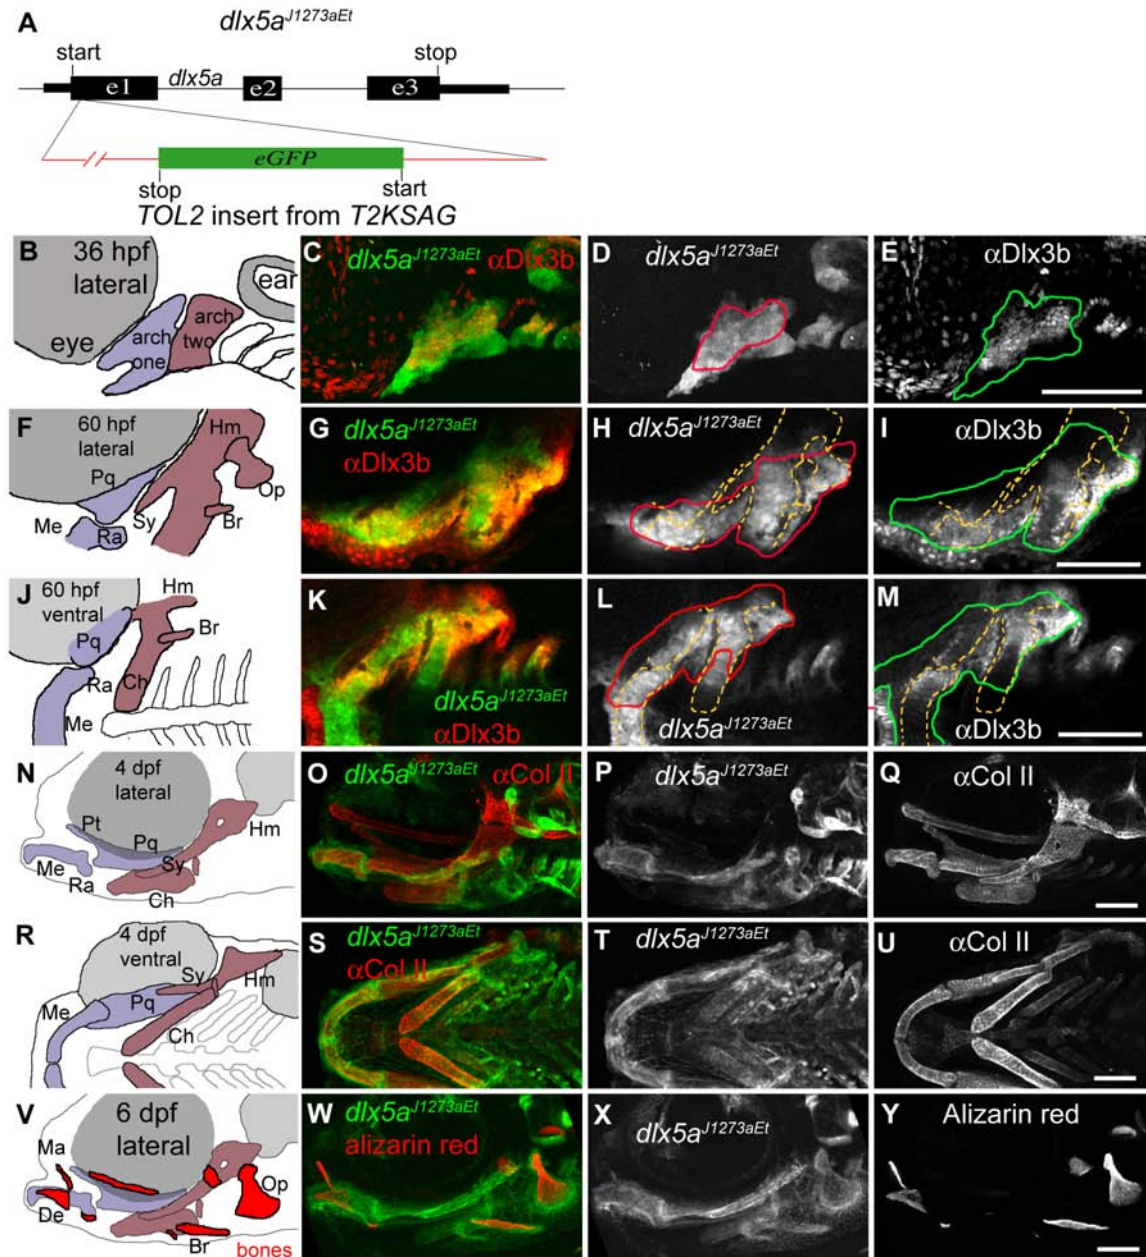 A
dlx5a^J1273aEt
start
stop
e1
dlx5a
e2
e3
eGFP
stop
start
TOL2 insert from T2KSAG
B
36 hpf
lateral
ear
eye
arch
one
arch
two
C
dlx5a^J1273aEt αDlx3b
D
dlx5a^J1273aEt
E
αDlx3b
F
60 hpf
lateral
Hm
Pq
Op
Me
Ra
Sy
Br
G
dlx5a^J1273aEt
αDlx3b
H
dlx5a^J1273aEt
I
αDlx3b
J
60 hpf
ventral
Hm
Pq
Br
Ra
Ch
Me
K
dlx5a^J1273aEt
αDlx3b
L
dlx5a^J1273aEt
M
αDlx3b
N
4 dpf
lateral
Pt
Pq
Hm
Me
Sy
Ra
Ch
O
dlx5a^J1273aEt αCol II
P
dlx5a^J1273aEt
Q
αCol II
R
4 dpf
ventral
Sy
Hm
Me
Pq
Ch
S
dlx5a^J1273aEt
αCol II
T
dlx5a^J1273aEt
U
αCol II
V
6 dpf
lateral
Ma
Op
De
Br
bones
W
dlx5a^J1273aEt
alizarin red
X
dlx5a^J1273aEt
Y
Alizarin red